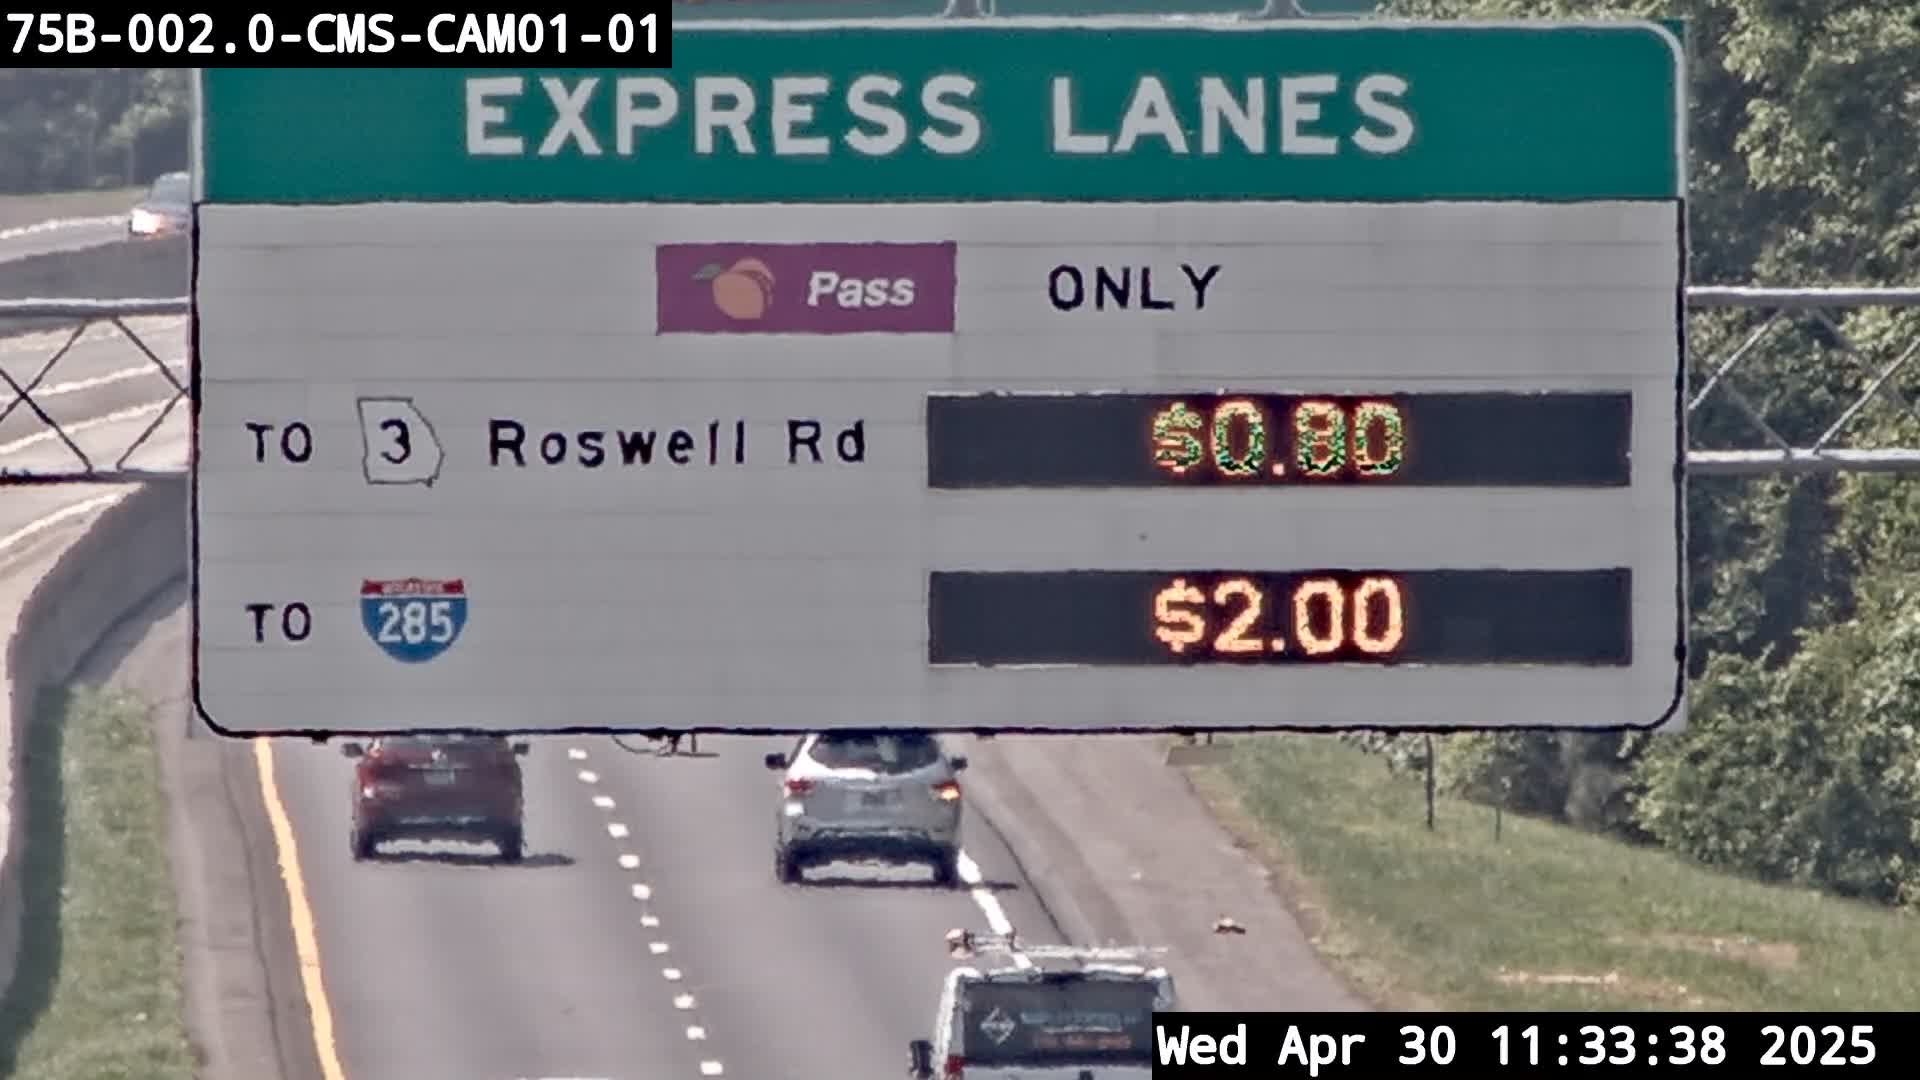 75B-002.0-CMS-CAM01-01
EXPRESS LANES
Pass ONLY
TO 3 Roswell Rd $0.80
TO INTERSTATE 285 $2.00
Wed Apr 30 11:33:38 2025